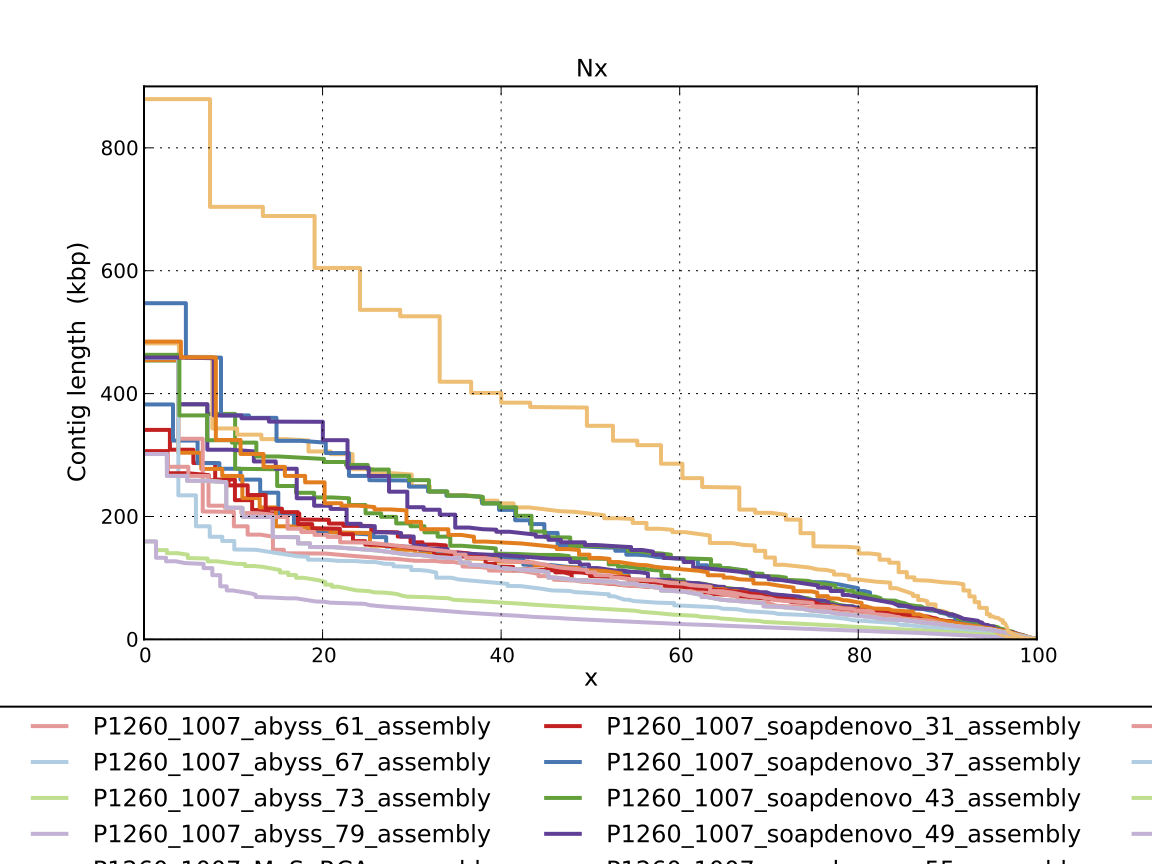 Nx
Contig length (kbp)
800
600
400
200
0
0 20 40 60 80 100
x
P1260_1007_abyss_61_assembly P1260_1007_soapdenovo_31_assembly
P1260_1007_abyss_67_assembly P1260_1007_soapdenovo_37_assembly
P1260_1007_abyss_73_assembly P1260_1007_soapdenovo_43_assembly
P1260_1007_abyss_79_assembly P1260_1007_soapdenovo_49_assembly